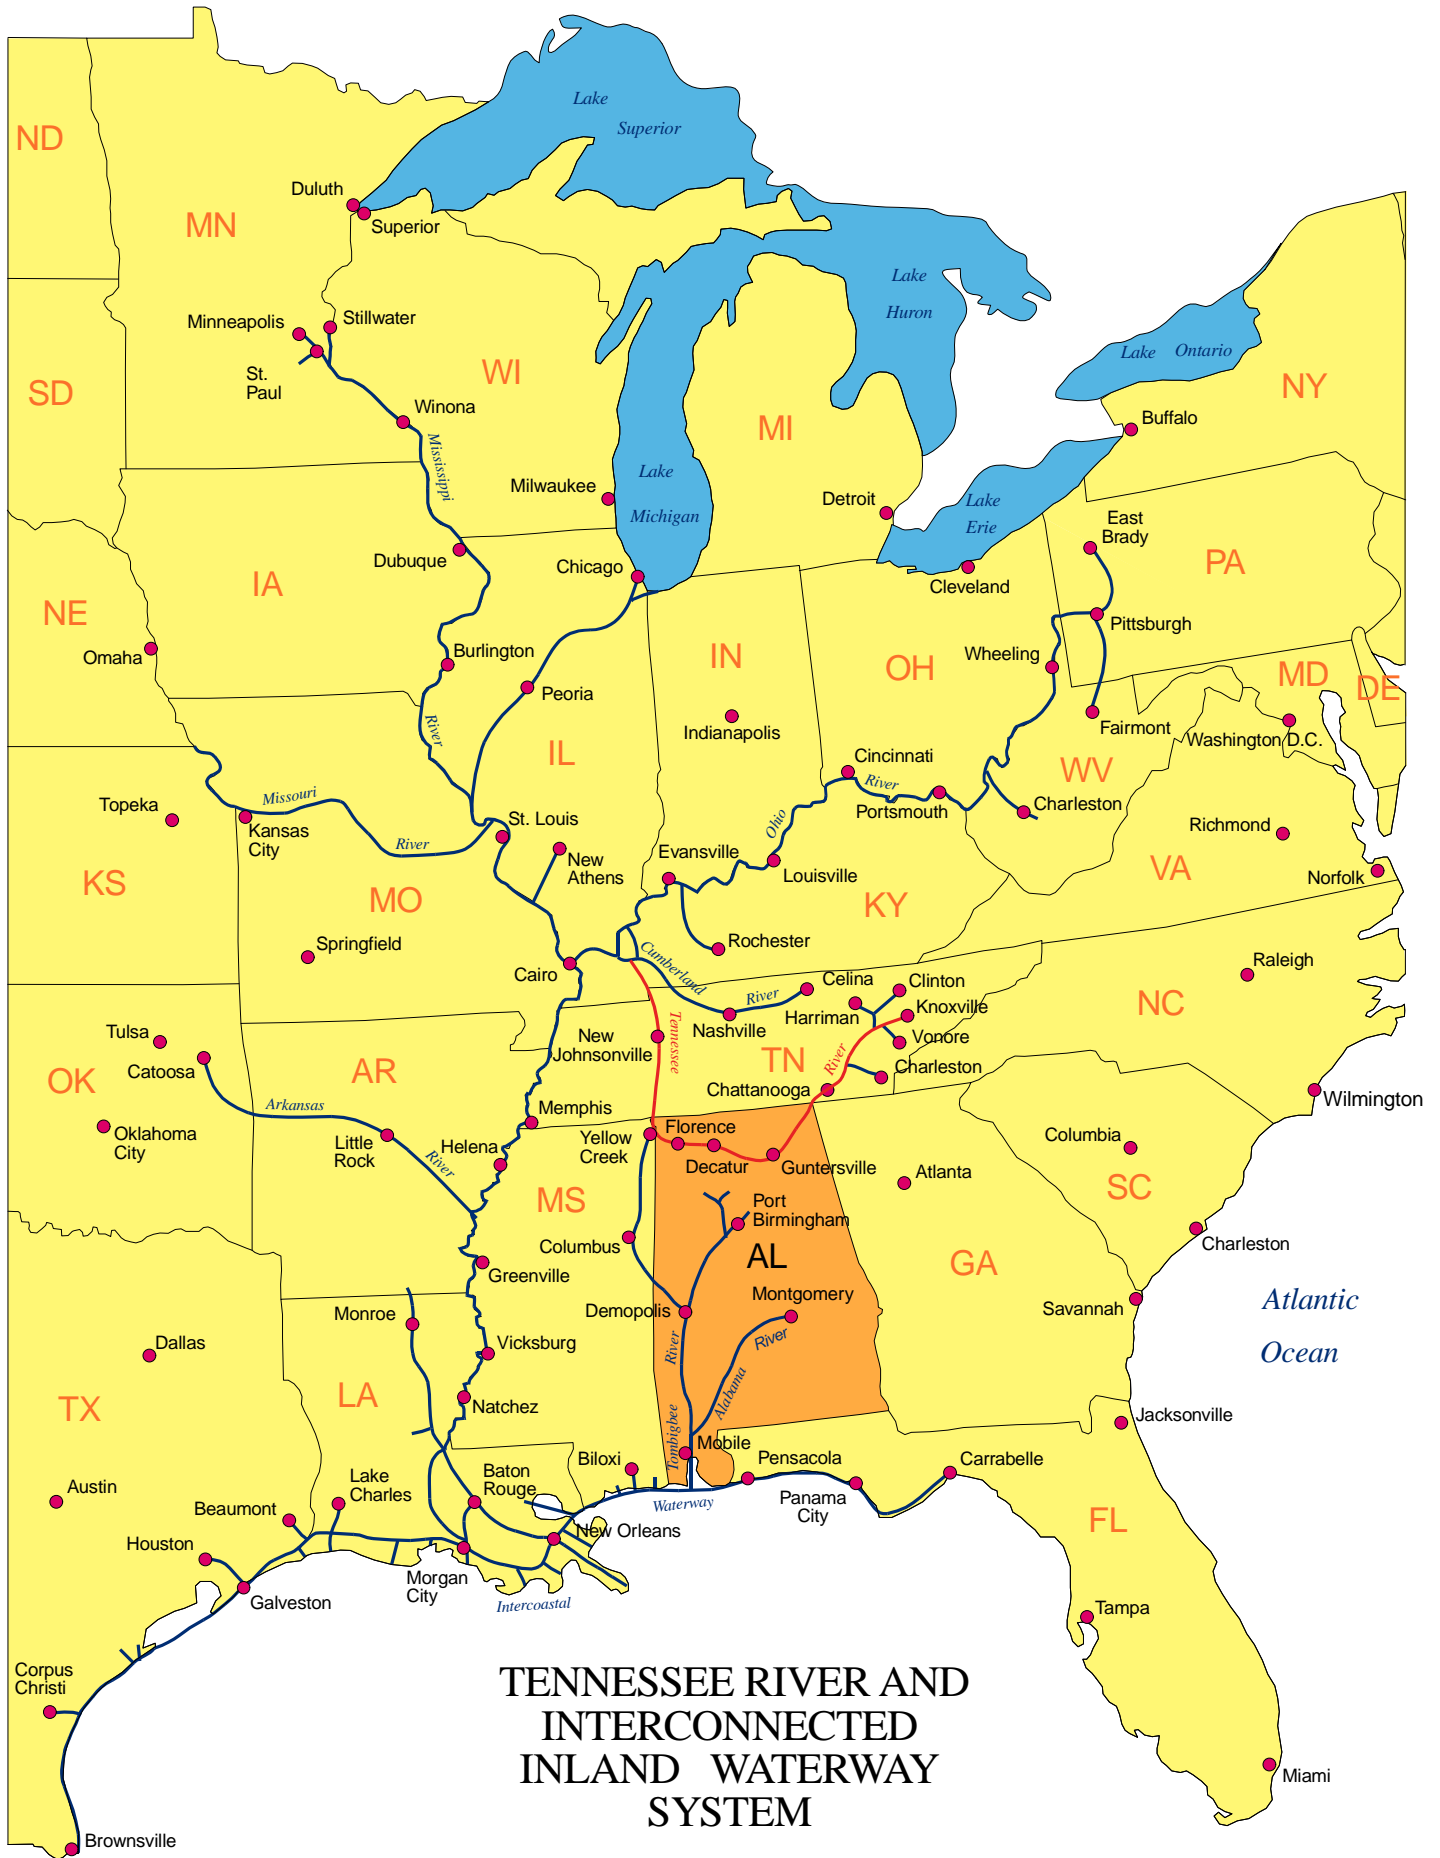 Lake
Superior
ND
Duluth
MN
Superior
Lake
Huron
Minneapolis
Stillwater
St.
Paul
Lake Ontario
WI
SD
NY
Winona
MI
Buffalo
Mississippi
Lake
Michigan
Milwaukee
Detroit
Lake
Erie
East
Brady
Dubuque
Chicago
PA
IA
Cleveland
NE
Pittsburgh
Omaha
Burlington
IN
OH
Wheeling
MD
DE
Peoria
River
Indianapolis
Fairmont
Washington D.C.
IL
Cincinnati
River
WV
Missouri
Topeka
Portsmouth
Charleston
Kansas
City
River
St. Louis
Ohio
Richmond
New
Athens
Evansville
Louisville
VA
Norfolk
KS
MO
KY
Springfield
Rochester
Cairo
Cumberland
River
Celina
Clinton
Raleigh
Nashville
Harriman
Knoxville
NC
Tulsa
Catoosa
New
Johnsonville
Tennessee
TN
River
Vonore
Charleston
OK
AR
Chattanooga
Arkansas
Memphis
Wilmington
Oklahoma
City
Little
Rock
River
Helena
Yellow
Creek
Florence
Decatur
Guntersville
Columbia
Atlanta
SC
MS
Port
Birmingham
Columbus
AL
Charleston
GA
Greenville
Monroe
Demopolis
Montgomery
Savannah
Atlantic
Ocean
Dallas
Vicksburg
River
River
Alabama
TX
LA
Natchez
Tombigbee
Jacksonville
Mobile
Biloxi
Pensacola
Carrabelle
Austin
Lake
Charles
Baton
Rouge
Beaumont
Waterway
Panama
City
FL
Houston
New Orleans
Morgan
City
Galveston
Intercoastal
Tampa
Corpus
Christi
TENNESSEE RIVER AND
INTERCONNECTED
INLAND WATERWAY
SYSTEM
Miami
Brownsville